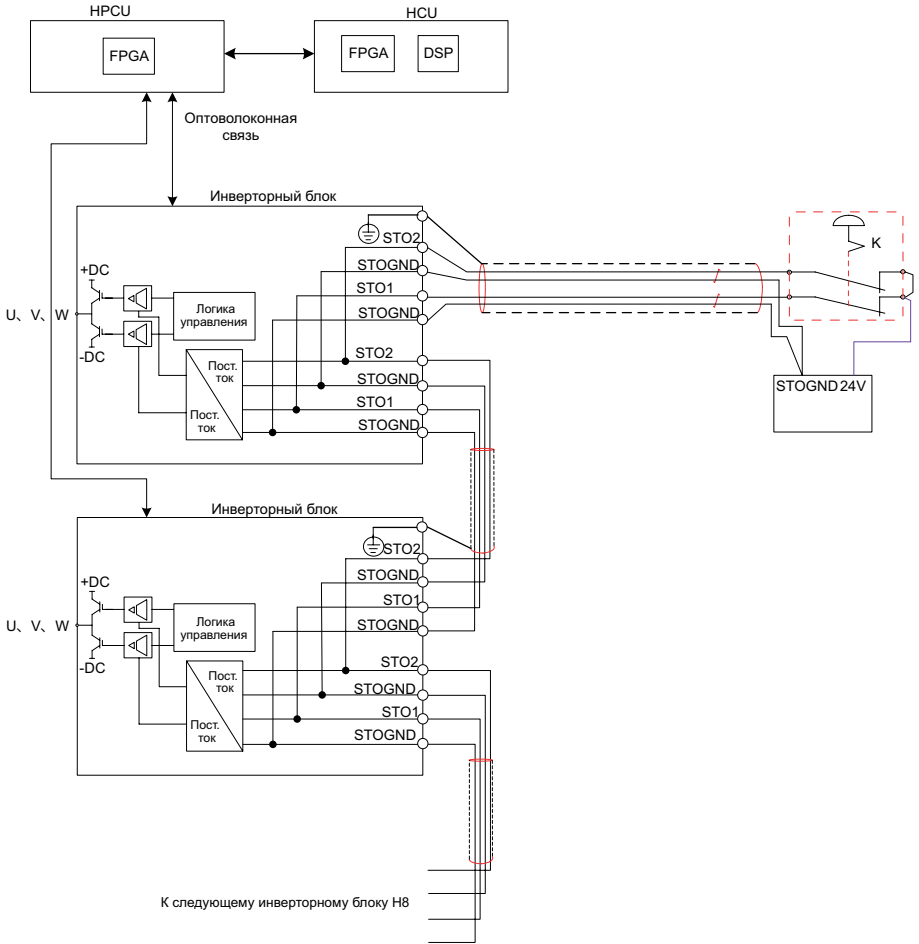 HPCU
HCU
FPGA
FPGA
DSP
Оптоволоконная
связь
Инверторный блок
STO2
STOGND
STO1
STOGND
K
+DC
U、V、W
-DC
Логика
управления
STO2
STOGND
STO1
STOGND
Пост.
ток
Пост.
ток
STOGND 24V
Инверторный блок
STO2
STOGND
STO1
STOGND
+DC
U、V、W
-DC
Логика
управления
STO2
STOGND
STO1
STOGND
Пост.
ток
Пост.
ток
К следующему инверторному блоку H8